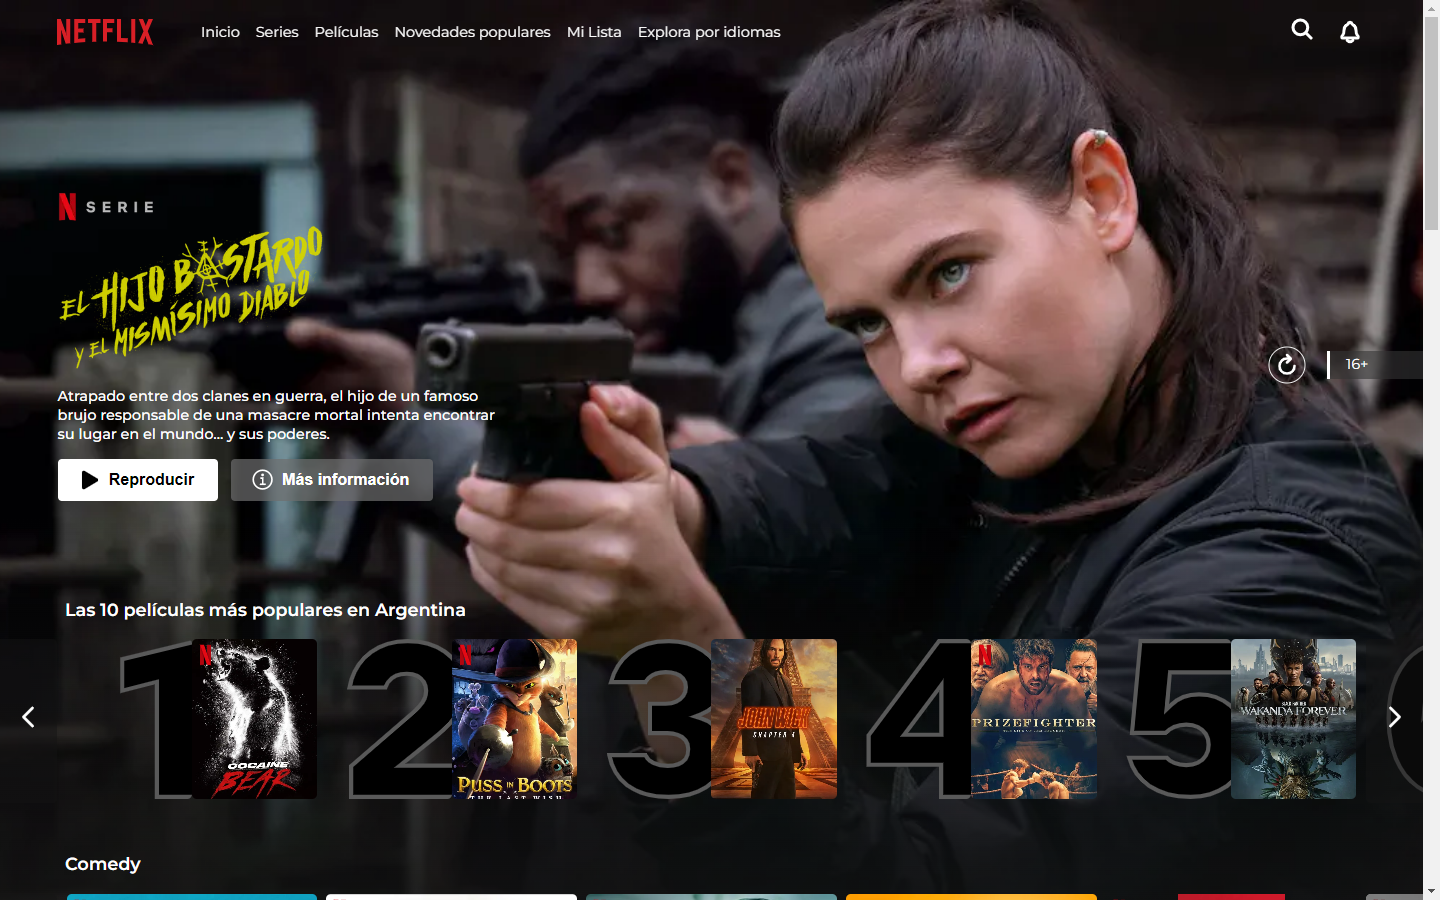 NETFLIX
Inicio Series Películas Novedades populares Mi Lista Explora por idiomas
N SERIE
EL HIJO BASTARDO
Y EL MISMÍSIMO DIABLO
16+
Atrapado entre dos clanes en guerra, el hijo de un famoso
brujo responsable de una masacre mortal intenta encontrar
su lugar en el mundo... y sus poderes.
Reproducir Más información
Las 10 películas más populares en Argentina
1 2 3 4 5
N
COCAINE
BEAR
N
PUSS IN BOOTS
THE LAST WISH
JOHN WICK
CHAPTER 4
N
PRIZEFIGHTER
BLACK PANTHER
WAKANDA FOREVER
Comedy